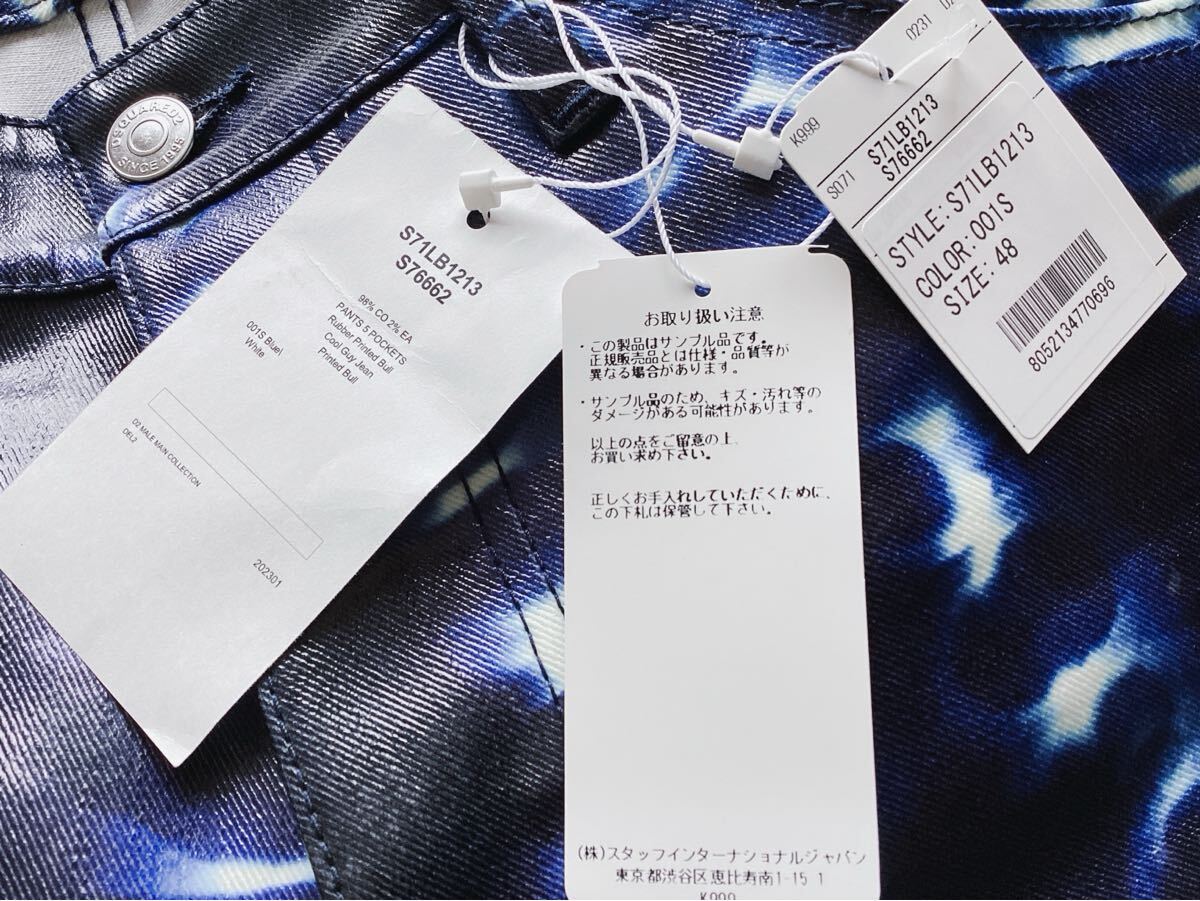 DSQUARED2
SINCE 1995
S71LB1213
S76662
98% CO 2% EA
PANTS 5 POCKETS
Rubber Printed Bull
Cool Guy Jean
Printed Bull
001S Bluel
White
D2 MALE MAIN COLLECTION
DEL2
202301
お取り扱い注意
・この製品はサンプル品です。
正規販売品とは仕様・品質等が
異なる場合があります。
・サンプル品のため、キズ・汚れ等の
ダメージがある可能性があります。
以上の点をご留意の上、
お買い求め下さい。
正しくお手入れしていただくために、
この下札は保管して下さい。
(株)スタッフインターナショナルジャパン
東京都渋谷区恵比寿南1-15 1
K999
K999
D231
S071
S71LB1213
S76662
STYLE: S71LB1213
COLOR: 001S
SIZE: 48
8052134770696